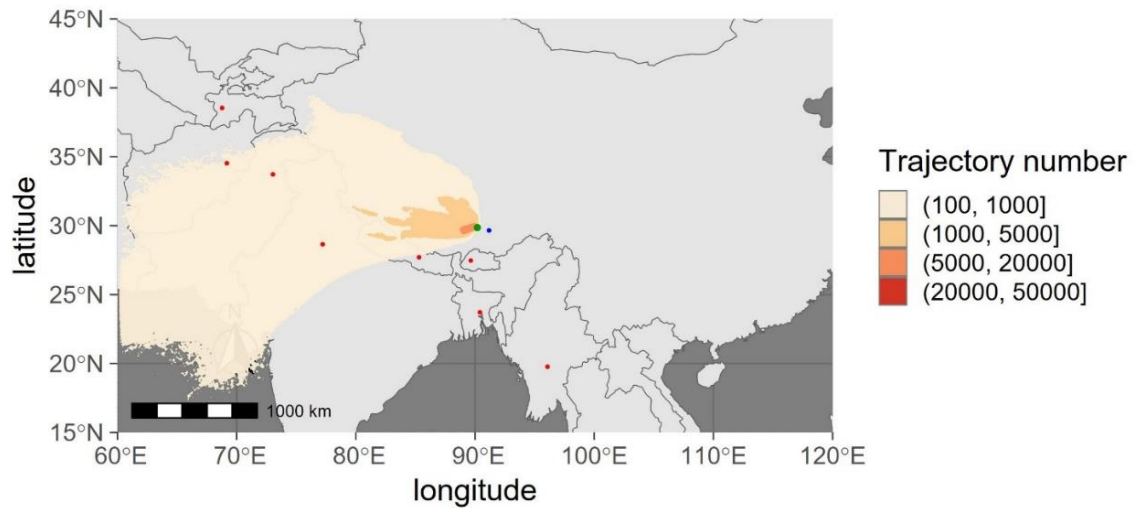 45°N
40°N
35°N
30°N
25°N
20°N
15°N
latitude
N
1000 km
60°E 70°E 80°E 90°E 100°E 110°E 120°E
longitude
Trajectory number
(100, 1000]
(1000, 5000]
(5000, 20000]
(20000, 50000]